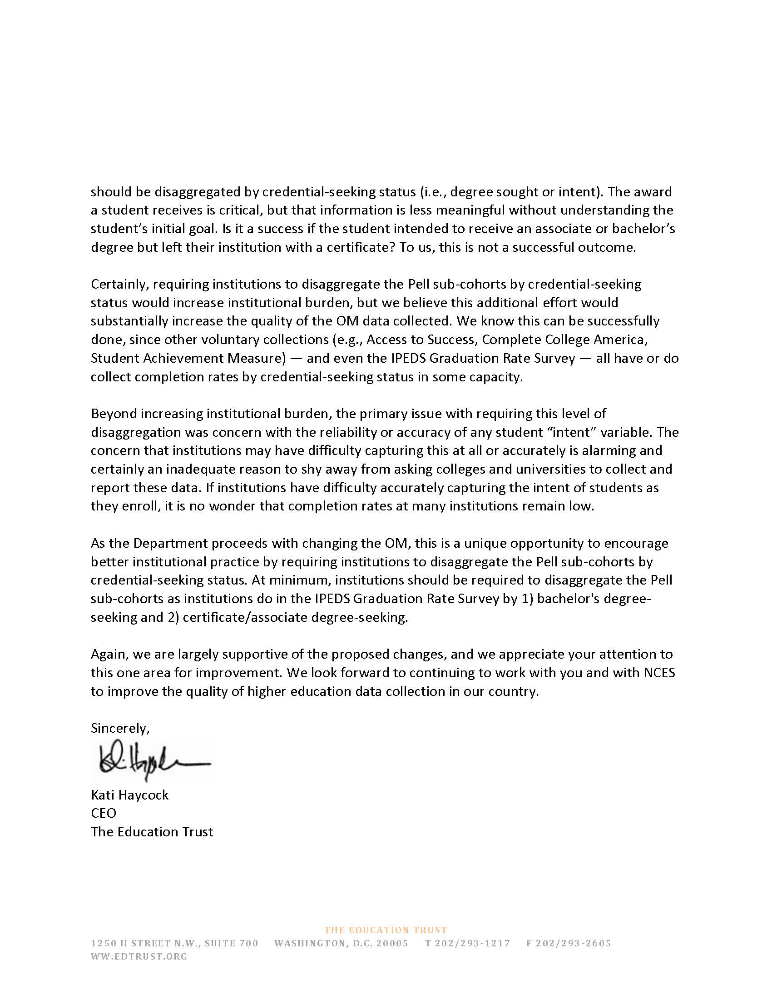 should be disaggregated by credential-seeking status (i.e., degree sought or intent). The award
a student receives is critical, but that information is less meaningful without understanding the
student’s initial goal. Is it a success if the student intended to receive an associate or bachelor’s
degree but left their institution with a certificate? To us, this is not a successful outcome.
Certainly, requiring institutions to disaggregate the Pell sub-cohorts by credential-seeking
status would increase institutional burden, but we believe this additional effort would
substantially increase the quality of the OM data collected. We know this can be successfully
done, since other voluntary collections (e.g., Access to Success, Complete College America,
Student Achievement Measure) — and even the IPEDS Graduation Rate Survey — all have or do
collect completion rates by credential-seeking status in some capacity.
Beyond increasing institutional burden, the primary issue with requiring this level of
disaggregation was concern with the reliability or accuracy of any student “intent” variable. The
concern that institutions may have difficulty capturing this at all or accurately is alarming and
certainly an inadequate reason to shy away from asking colleges and universities to collect and
report these data. If institutions have difficulty accurately capturing the intent of students as
they enroll, it is no wonder that completion rates at many institutions remain low.
As the Department proceeds with changing the OM, this is a unique opportunity to encourage
better institutional practice by requiring institutions to disaggregate the Pell sub-cohorts by
credential-seeking status. At minimum, institutions should be required to disaggregate the Pell
sub-cohorts as institutions do in the IPEDS Graduation Rate Survey by 1) bachelor's degree-
seeking and 2) certificate/associate degree-seeking.
Again, we are largely supportive of the proposed changes, and we appreciate your attention to
this one area for improvement. We look forward to continuing to work with you and with NCES
to improve the quality of higher education data collection in our country.
Sincerely,
Kati Haycock
CEO
The Education Trust
THE EDUCATION TRUST
1250 H STREET N.W., SUITE 700 WASHINGTON, D.C. 20005 T 202/293-1217 F 202/293-2605
WW.EDTRUST.ORG